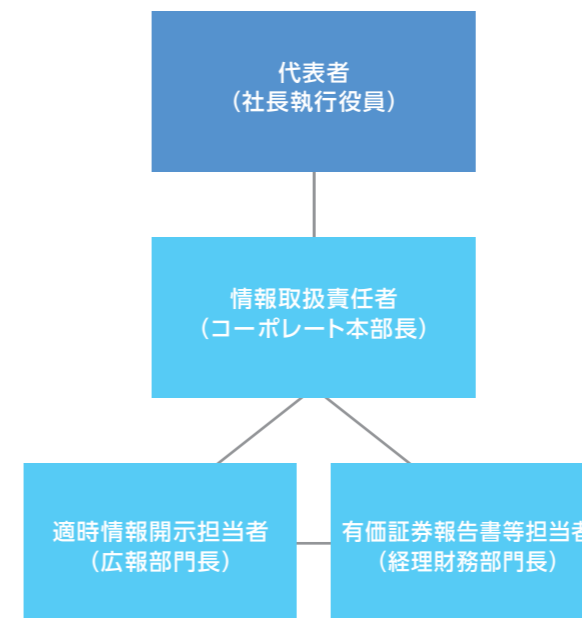 代表者
（社長執行役員）
情報取扱責任者
（コーポレート本部長）
適時情報開示担当者
（広報部門長）
有価証券報告書等担当者
（経理財務部門長）